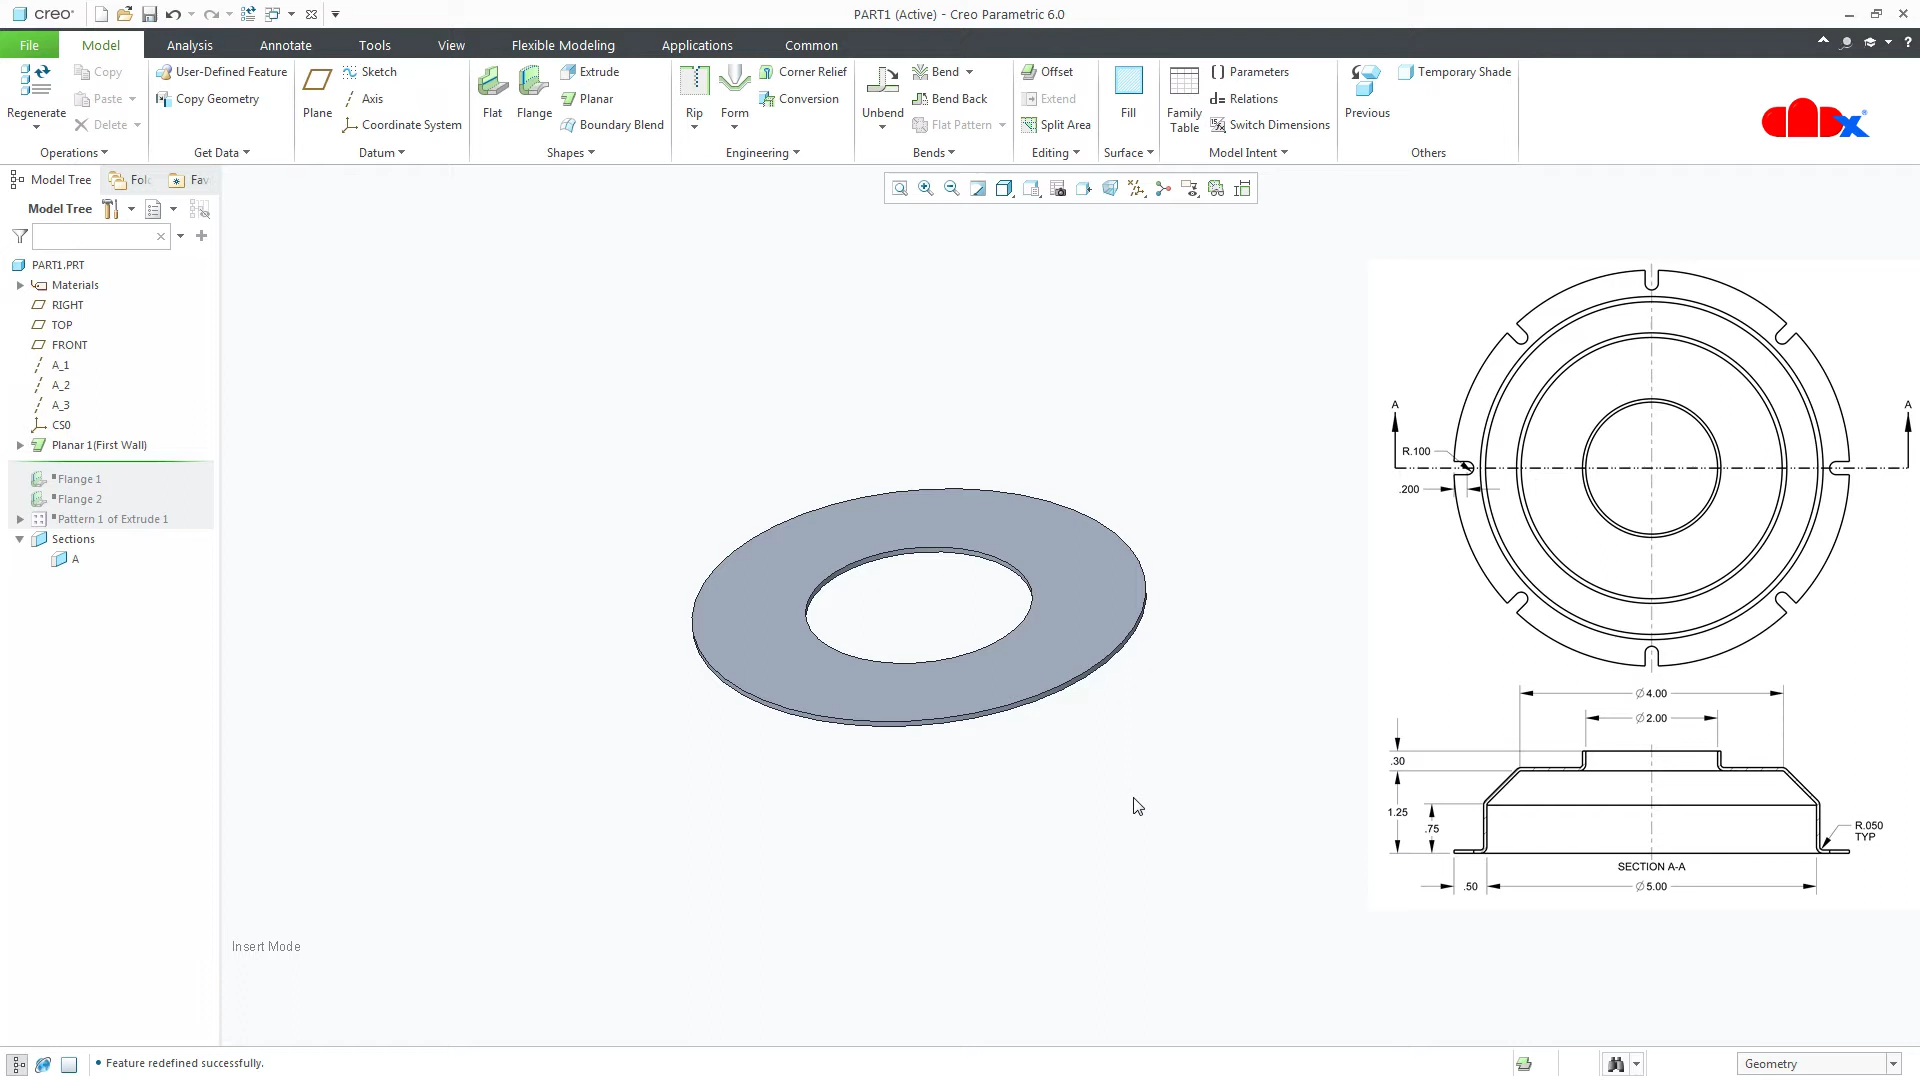 creo
PART1 (Active) - Creo Parametric 6.0
File Model Analysis Annotate Tools View Flexible Modeling Applications Common
Regenerate Copy Paste Delete
User-Defined Feature Copy Geometry
Plane Sketch Axis Coordinate System
Flat Flange Extrude Planar Boundary Blend
Rip Form Corner Relief Conversion
Unbend Bend Bend Back Flat Pattern
Offset Extend Split Area
Fill
Family Table Parameters Relations Switch Dimensions
Previous Temporary Shade
Operations Get Data Datum Shapes Engineering Bends Editing Surface Model Intent Others
Model Tree Fol Fav
Model Tree
PART1.PRT
Materials
RIGHT
TOP
FRONT
A_1
A_2
A_3
CS0
Planar 1(First Wall)
Flange 1
Flange 2
Pattern 1 of Extrude 1
Sections
A
A A
R.100
.200
Ø4.00
Ø2.00
.30
1.25
.75
R.050
TYP
SECTION A-A
.50 Ø5.00
Insert Mode
Feature redefined successfully.
Geometry